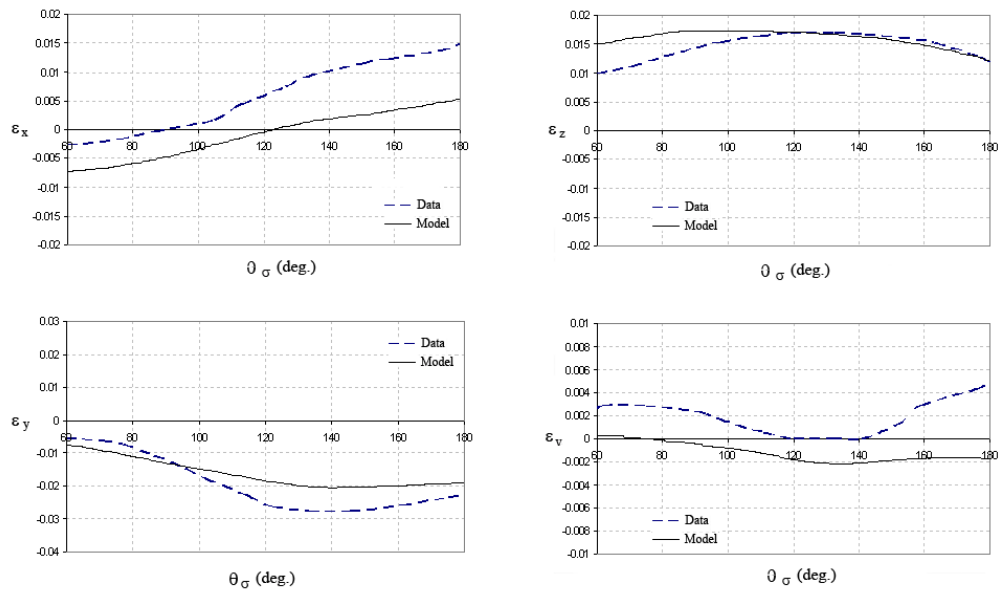 0.02
0.015
0.01
0.005
0
-0.005
-0.01
-0.015
-0.02
εx
60 80 100 120 140 160 180
Data
Model
ϑ σ (deg.)
0.02
0.015
0.01
0.005
0
-0.005
-0.01
-0.015
-0.02
εz
60 80 100 120 140 160 180
Data
Model
ϑ σ (deg.)
0.03
0.02
0.01
0
-0.01
-0.02
-0.03
-0.04
εy
60 80 100 120 140 160 180
Data
Model
θσ (deg.)
0.01
0.008
0.006
0.004
0.002
0
-0.002
-0.004
-0.006
-0.008
-0.01
εv
60 80 100 120 140 160 180
Data
Model
ϑ σ (deg.)